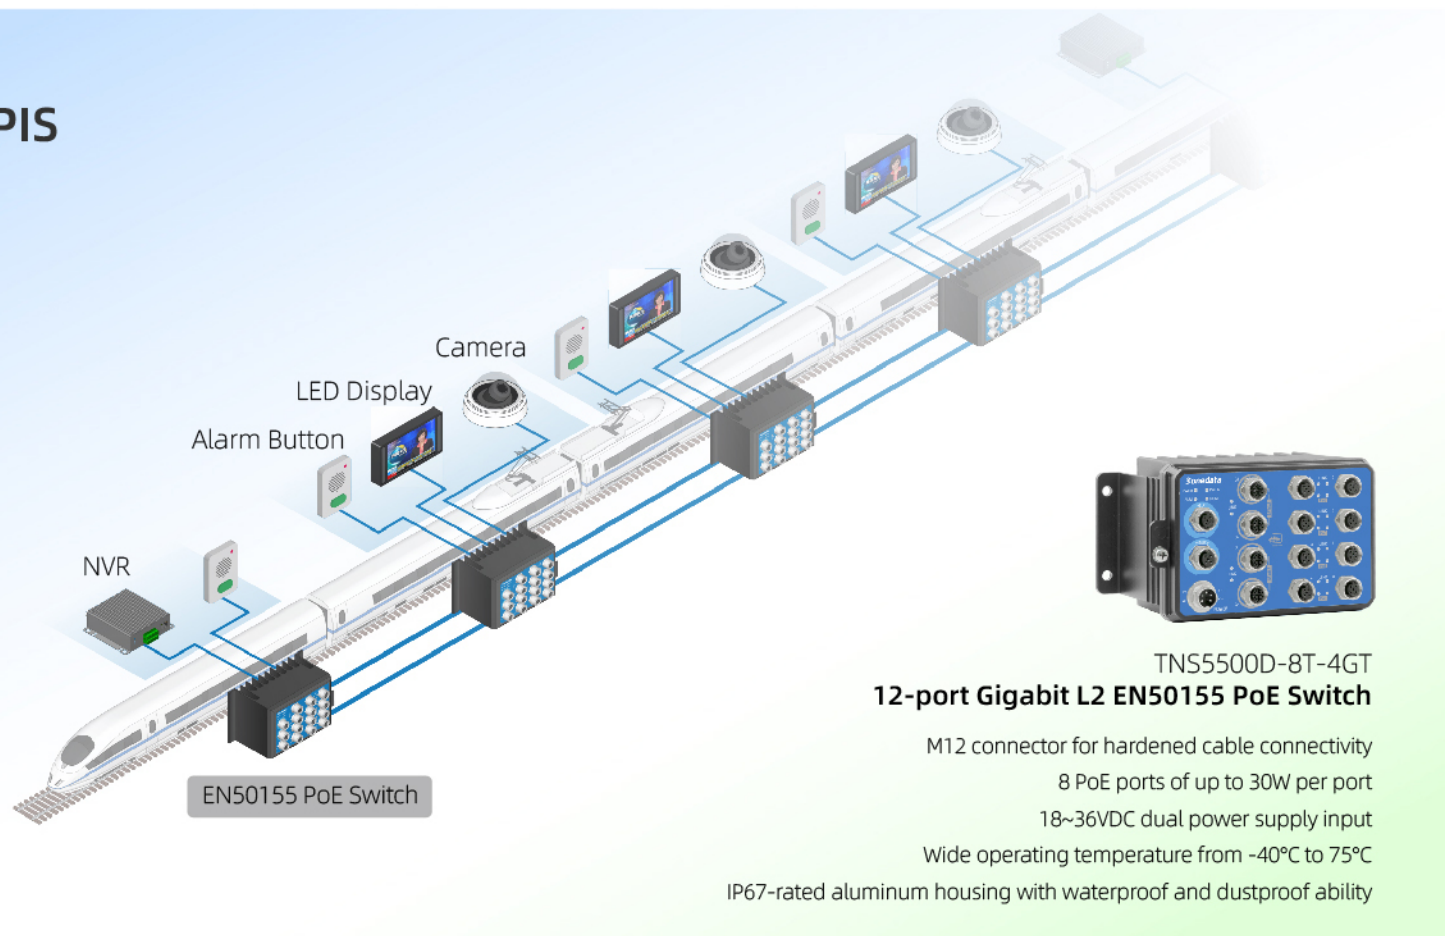 PIS
Camera
LED Display
Alarm Button
NVR
EN50155 PoE Switch
3onedata
TNS5500D-8T-4GT
12-port Gigabit L2 EN50155 PoE Switch
M12 connector for hardened cable connectivity
8 PoE ports of up to 30W per port
18~36VDC dual power supply input
Wide operating temperature from -40°C to 75°C
IP67-rated aluminum housing with waterproof and dustproof ability